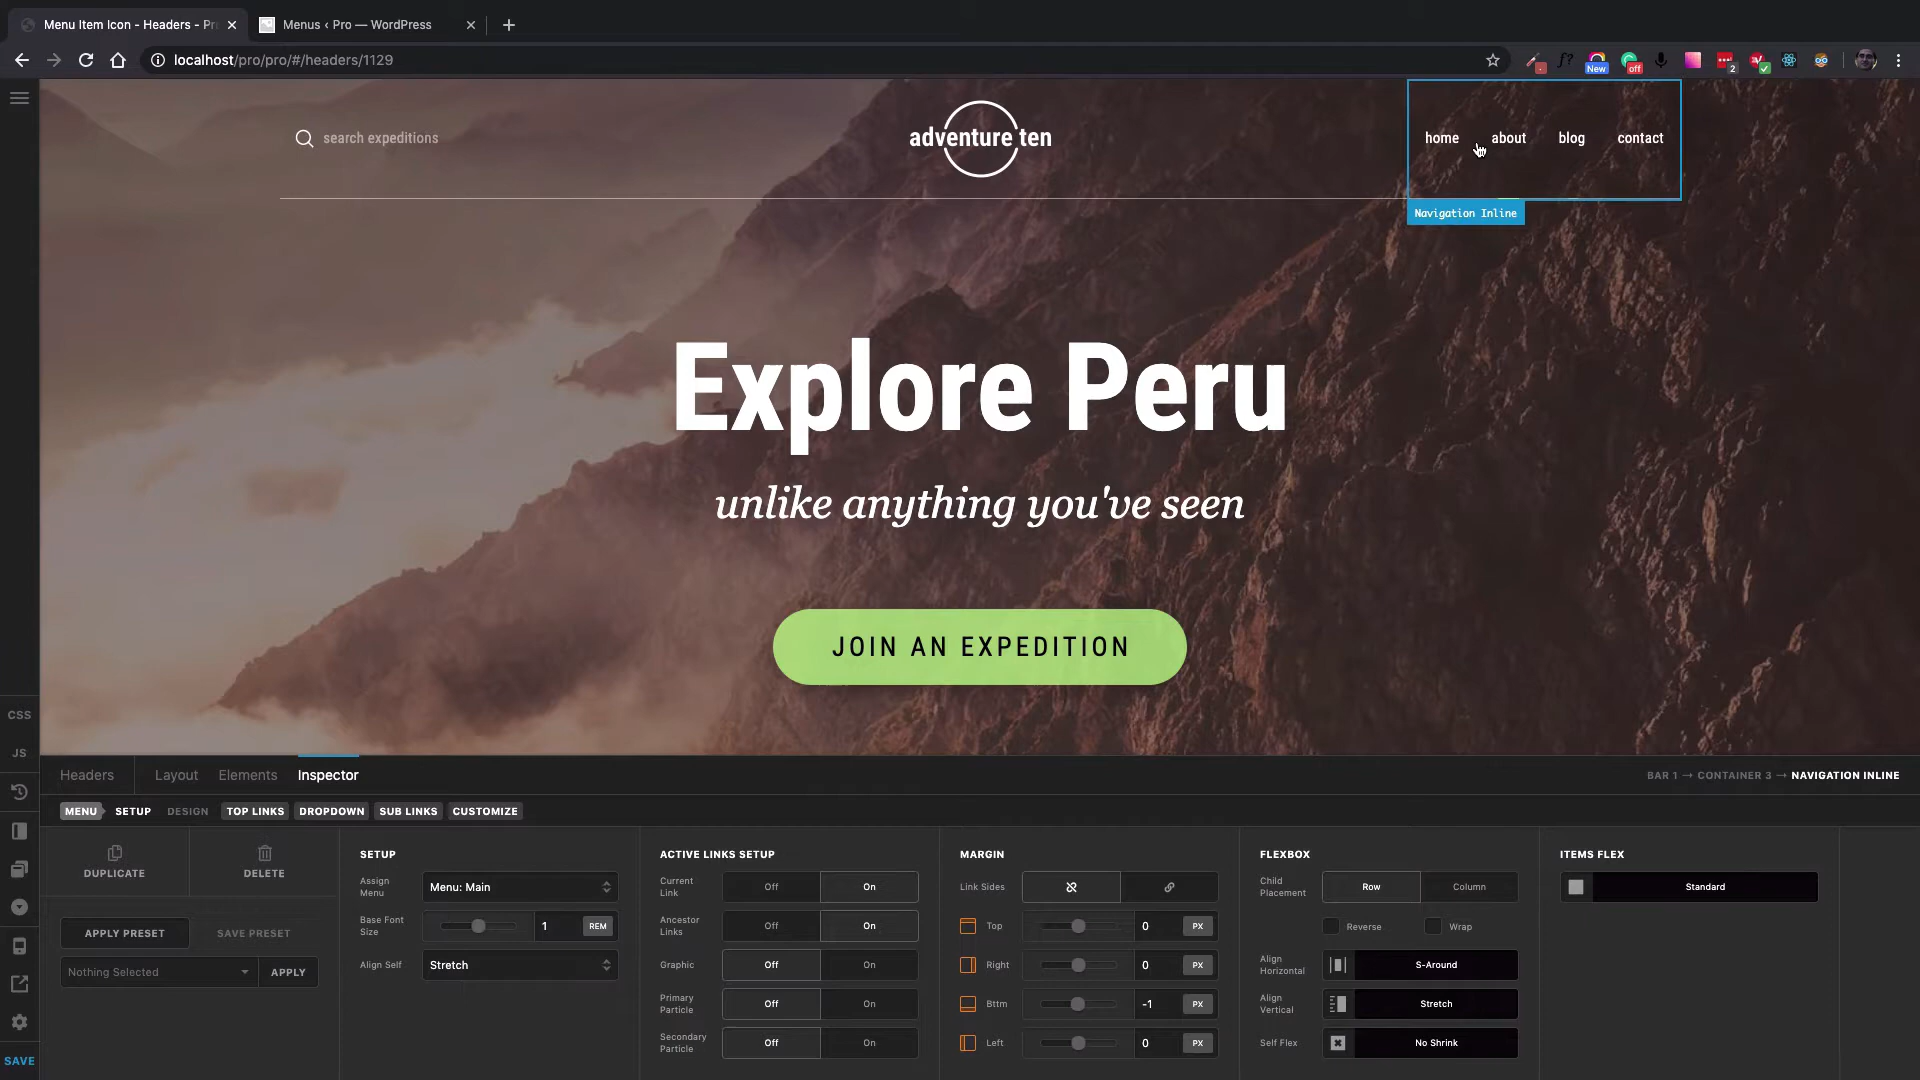 Menu Item Icon - Headers - Pr
Menus ‹ Pro — WordPress
localhost/pro/pro/#/headers/1129
New
off
2
search expeditions
adventure ten
home about blog contact
Navigation Inline
Explore Peru
unlike anything you've seen
JOIN AN EXPEDITION
CSS
JS
SAVE
Headers Layout Elements Inspector
BAR 1 → CONTAINER 3 → NAVIGATION INLINE
MENU SETUP DESIGN TOP LINKS DROPDOWN SUB LINKS CUSTOMIZE
DUPLICATE
DELETE
APPLY PRESET
SAVE PRESET
Nothing Selected
APPLY
SETUP
Assign Menu
Menu: Main
Base Font Size
1 REM
Align Self
Stretch
ACTIVE LINKS SETUP
Current Link
Off On
Ancestor Links
Off On
Graphic
Off On
Primary Particle
Off On
Secondary Particle
Off On
MARGIN
Link Sides
Top 0 PX
Right 0 PX
Bttm -1 PX
Left 0 PX
FLEXBOX
Child Placement
Row Column
Reverse Wrap
Align Horizontal
S-Around
Align Vertical
Stretch
Self Flex
No Shrink
ITEMS FLEX
Standard